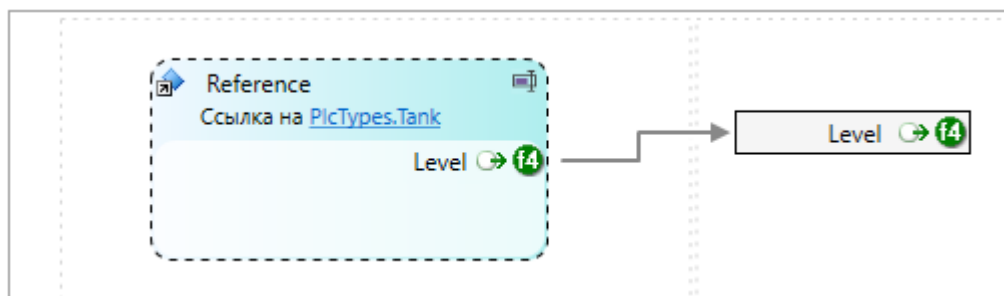 Reference
Ссылка на PlcTypes.Tank
Level f4
Level f4